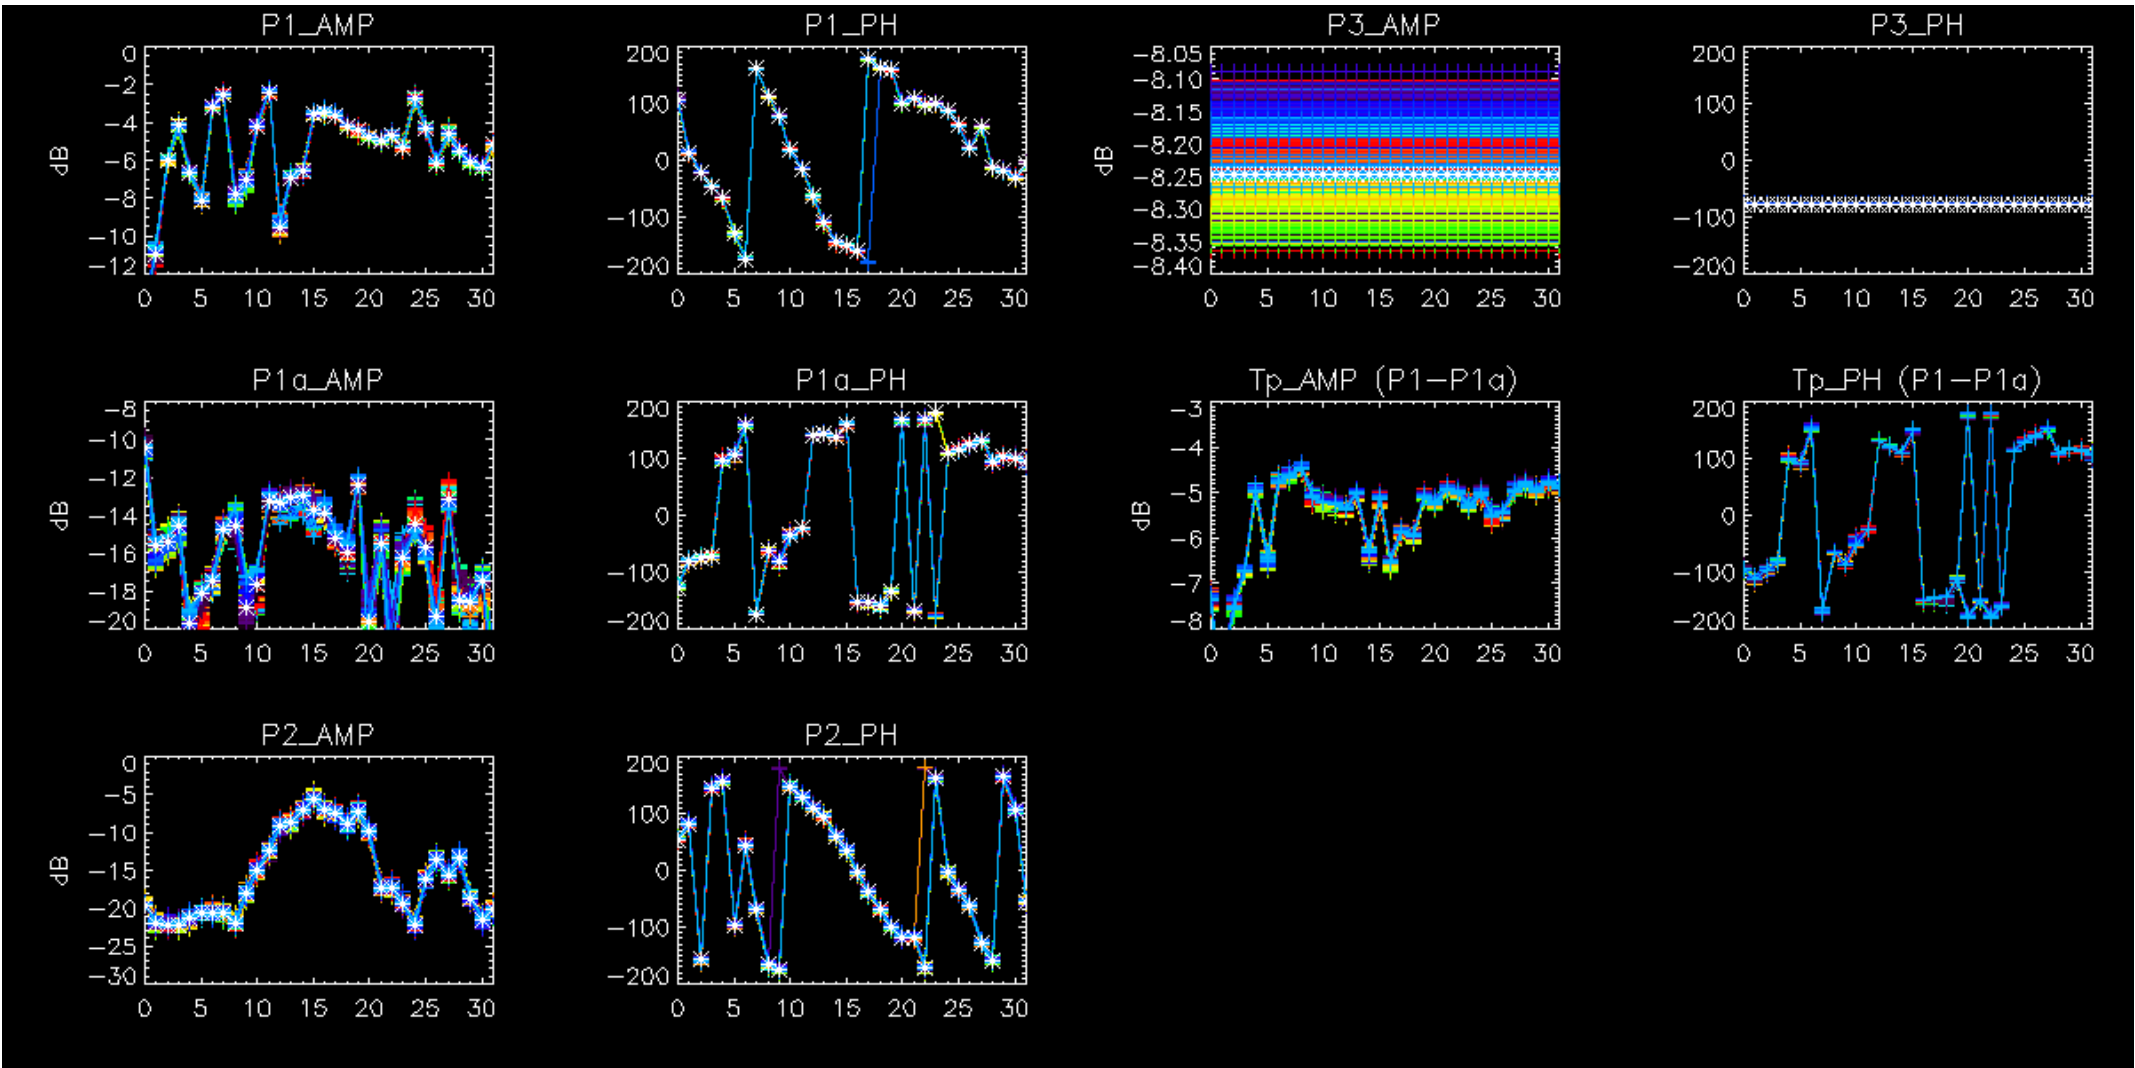 P1_AMP
0
−2
−4
−6
−8
−10
−12
dB
0 5 10 15 20 25 30
P1_PH
200
100
0
−100
−200
0 5 10 15 20 25 30
P3_AMP
−8.05
−8.10
−8.15
−8.20
−8.25
−8.30
−8.35
−8.40
dB
0 5 10 15 20 25 30
P3_PH
200
100
0
−100
−200
0 5 10 15 20 25 30
P1a_AMP
−8
−10
−12
−14
−16
−18
−20
dB
0 5 10 15 20 25 30
P1a_PH
200
100
0
−100
−200
0 5 10 15 20 25 30
Tp_AMP (P1−P1a)
−3
−4
−5
−6
−7
−8
dB
0 5 10 15 20 25 30
Tp_PH (P1−P1a)
200
100
0
−100
−200
0 5 10 15 20 25 30
P2_AMP
0
−5
−10
−15
−20
−25
−30
dB
0 5 10 15 20 25 30
P2_PH
200
100
0
−100
−200
0 5 10 15 20 25 30